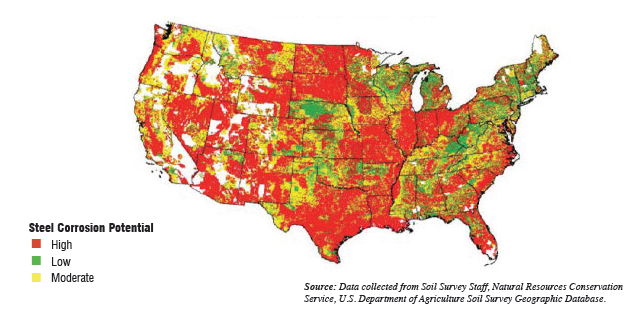 Steel Corrosion Potential
High
Low
Moderate
Source: Data collected from Soil Survey Staff, Natural Resources Conservation
Service, U.S. Department of Agriculture Soil Survey Geographic Database.